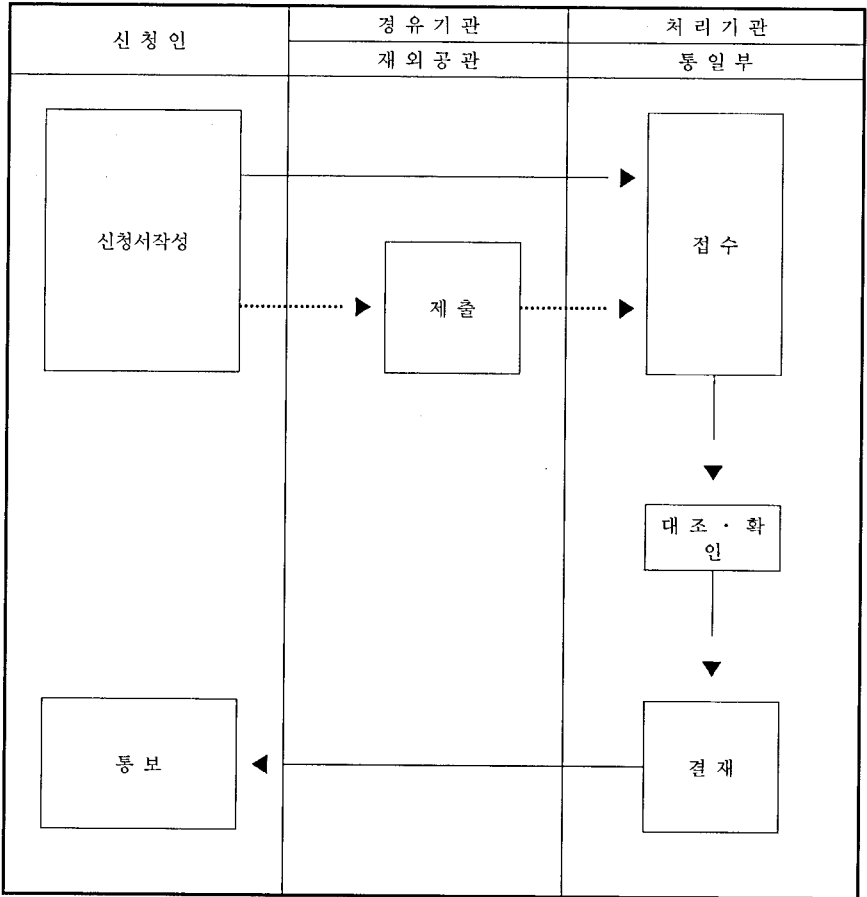 신 청 인
경 유 기 관
처 리 기 관
재 외 공 관
통 일 부
신청서작성
접 수
제 출
대 조 · 확
인
통 보
결 재